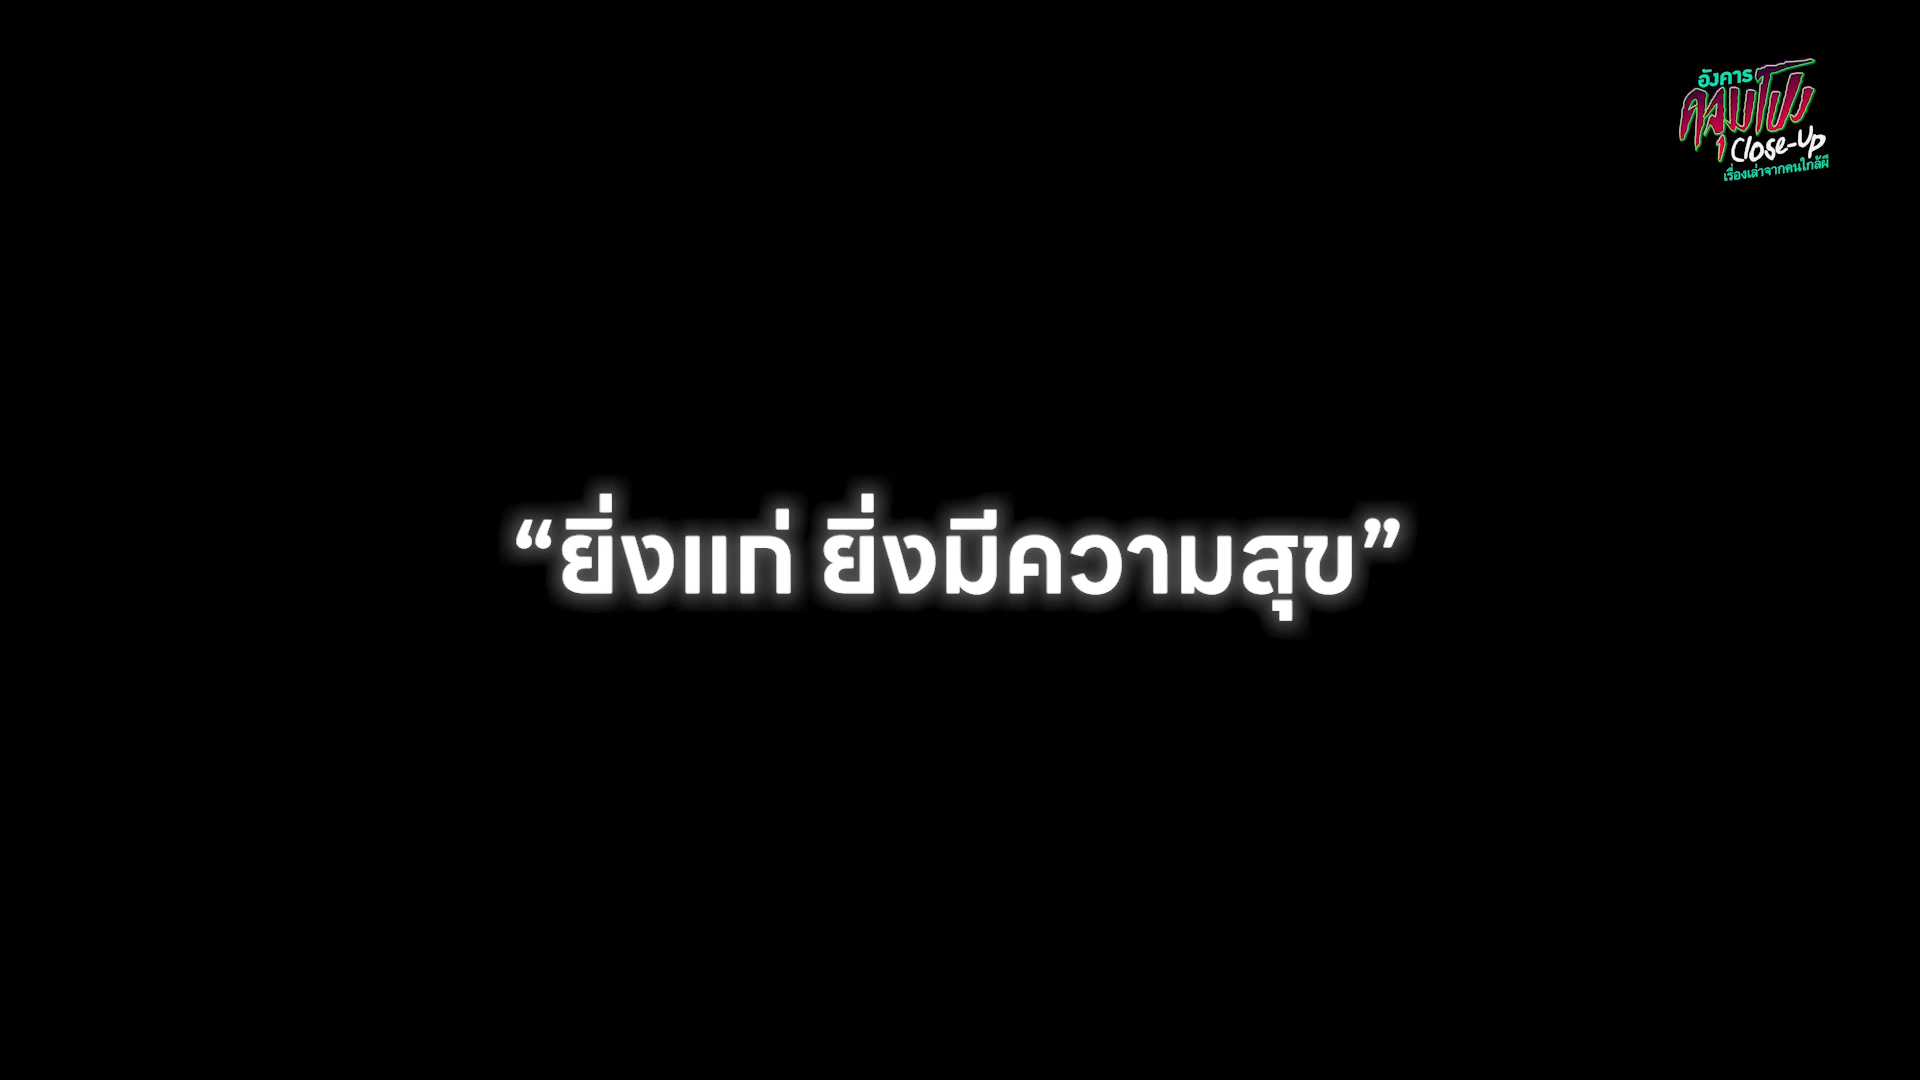 อังคาร
คลุมโปง
Close-Up
เรื่องเล่าจากคนใกล้ผี
“ยิ่งแก่ ยิ่งมีความสุข”